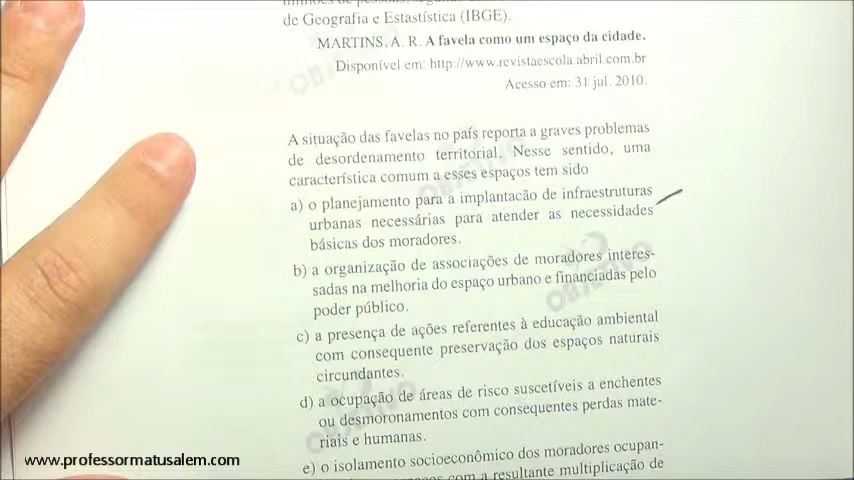 de Geografia e Estastística (IBGE).
MARTINS, A. R. A favela como um espaço da cidade.
Disponível em: http://www.revistaescola.abril.com.br
Acesso em: 31 jul. 2010.
A situação das favelas no país reporta a graves problemas
de desordenamento territorial. Nesse sentido, uma
característica comum a esses espaços tem sido
a) o planejamento para a implantacão de infraestruturas
urbanas necessárias para atender as necessidades
básicas dos moradores.
b) a organização de associações de moradores interes-
sadas na melhoria do espaço urbano e financiadas pelo
poder público.
c) a presença de ações referentes à educação ambiental
com consequente preservação dos espaços naturais
circundantes.
d) a ocupação de áreas de risco suscetíveis a enchentes
ou desmoronamentos com consequentes perdas mate-
riais e humanas.
e) o isolamento socioeconômico dos moradores ocupan-
com a resultante multiplicação de
www.professormatusalem.com